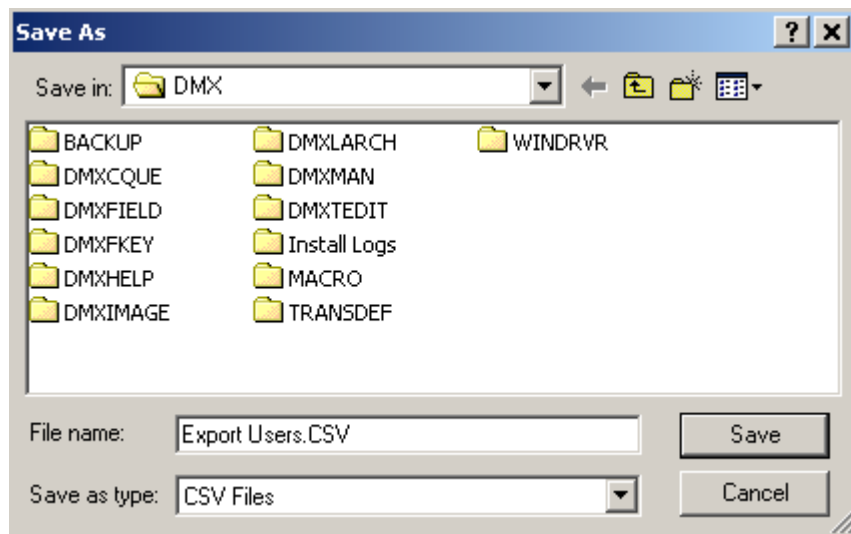 Save As
Save in: DMX
BACKUP DMXLARCH WINDRVR
DMXCQUE DMXMAN
DMXFIELD DMXTEDIT
DMXFKEY Install Logs
DMXHELP MACRO
DMXIMAGE TRANSDEF
File name: Export Users.CSV Save
Save as type: CSV Files Cancel